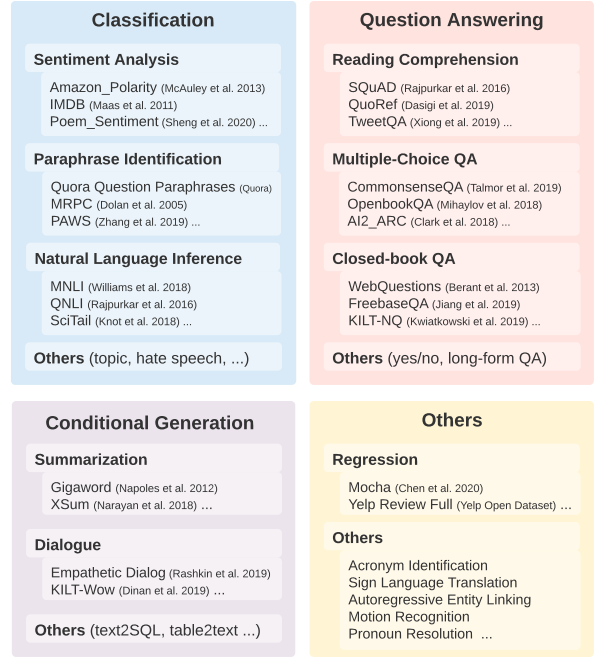 Classification
Sentiment Analysis
Amazon_Polarity (McAuley et al. 2013)
IMDB (Maas et al. 2011)
Poem_Sentiment (Sheng et al. 2020) ...
Paraphrase Identification
Quora Question Paraphrases (Quora)
MRPC (Dolan et al. 2005)
PAWS (Zhang et al. 2019) ...
Natural Language Inference
MNLI (Williams et al. 2018)
QNLI (Rajpurkar et al. 2016)
SciTail (Knot et al. 2018) ...
Others (topic, hate speech, ...)
Question Answering
Reading Comprehension
SQuAD (Rajpurkar et al. 2016)
QuoRef (Dasigi et al. 2019)
TweetQA (Xiong et al. 2019) ...
Multiple-Choice QA
CommonsenseQA (Talmor et al. 2019)
OpenbookQA (Mihaylov et al. 2018)
AI2_ARC (Clark et al. 2018) ...
Closed-book QA
WebQuestions (Berant et al. 2013)
FreebaseQA (Jiang et al. 2019)
KILT-NQ (Kwiatkowski et al. 2019) ...
Others (yes/no, long-form QA)
Conditional Generation
Summarization
Gigaword (Napoles et al. 2012)
XSum (Narayan et al. 2018) ...
Dialogue
Empathetic Dialog (Rashkin et al. 2019)
KILT-Wow (Dinan et al. 2019) ...
Others (text2SQL, table2text ...)
Others
Regression
Mocha (Chen et al. 2020)
Yelp Review Full (Yelp Open Dataset) ...
Others
Acronym Identification
Sign Language Translation
Autoregressive Entity Linking
Motion Recognition
Pronoun Resolution ...